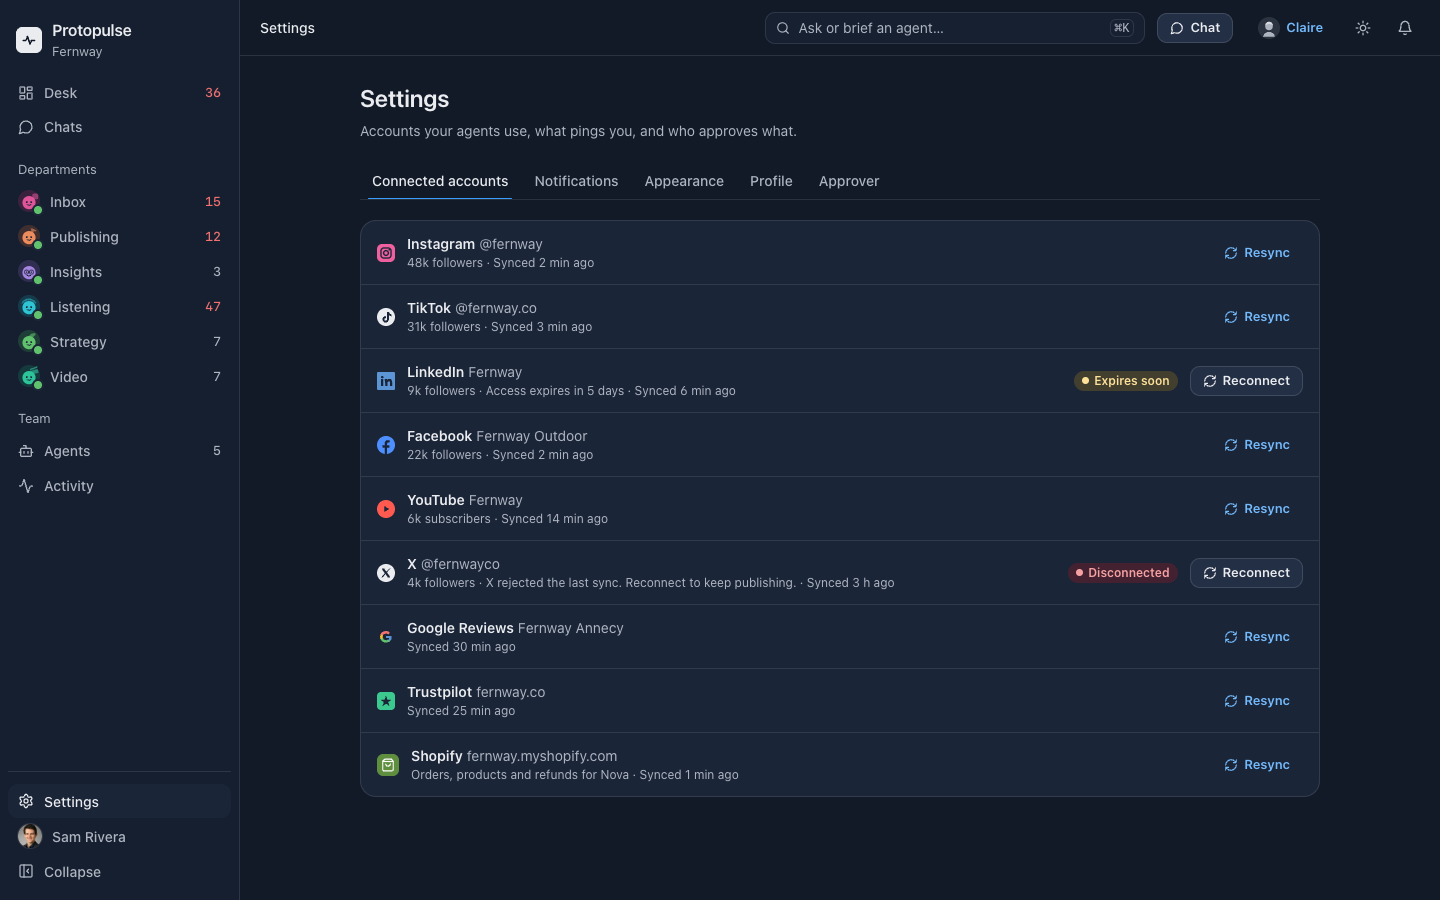 Protopulse
Fernway
Desk 36
Chats
Departments
Inbox 15
Publishing 12
Insights 3
Listening 47
Strategy 7
Video 7
Team
Agents 5
Activity
Settings
Sam Rivera
Collapse
Settings
Ask or brief an agent... ⌘K
Chat
Claire
Settings
Accounts your agents use, what pings you, and who approves what.
Connected accounts Notifications Appearance Profile Approver
Instagram @fernway
48k followers · Synced 2 min ago
Resync
TikTok @fernway.co
31k followers · Synced 3 min ago
Resync
LinkedIn Fernway
9k followers · Access expires in 5 days · Synced 6 min ago
Expires soon
Reconnect
Facebook Fernway Outdoor
22k followers · Synced 2 min ago
Resync
YouTube Fernway
6k subscribers · Synced 14 min ago
Resync
X @fernwayco
4k followers · X rejected the last sync. Reconnect to keep publishing. · Synced 3 h ago
Disconnected
Reconnect
Google Reviews Fernway Annecy
Synced 30 min ago
Resync
Trustpilot fernway.co
Synced 25 min ago
Resync
Shopify fernway.myshopify.com
Orders, products and refunds for Nova · Synced 1 min ago
Resync